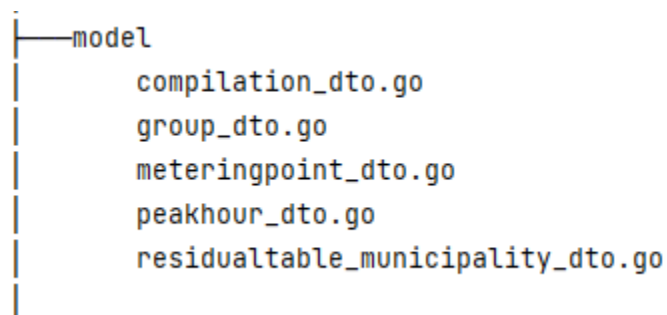 ├───model
│       compilation_dto.go
│       group_dto.go
│       meteringpoint_dto.go
│       peakhour_dto.go
│       residualtable_municipality_dto.go
│